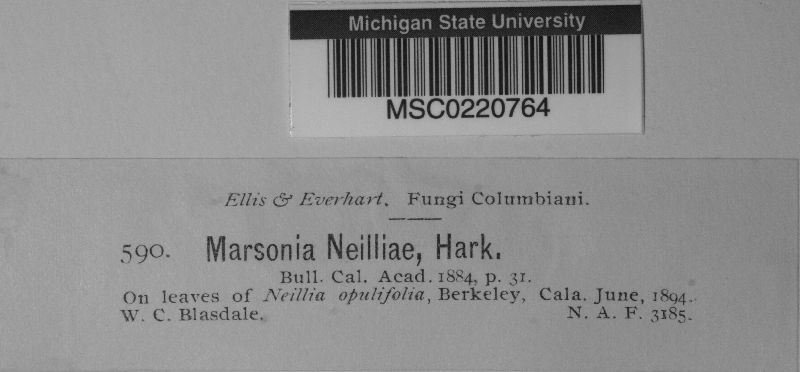 Michigan State University
MSC0220764
Ellis & Everhart. Fungi Columbiani.
590. Marsonia Neilliae, Hark.
Bull. Cal. Acad. 1884, p. 31.
On leaves of Neillia opulifolia, Berkeley, Cala. June, 1894.
W. C. Blasdale. N. A. F. 3185.